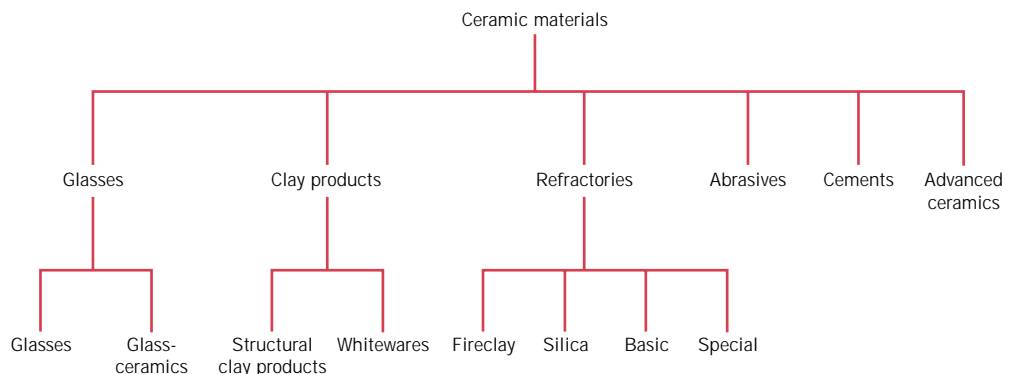 Ceramic materials
Glasses
Clay products
Refractories
Abrasives
Cements
Advanced
ceramics
Glasses
Glass-
ceramics
Structural
clay products
Whitewares
Fireclay
Silica
Basic
Special